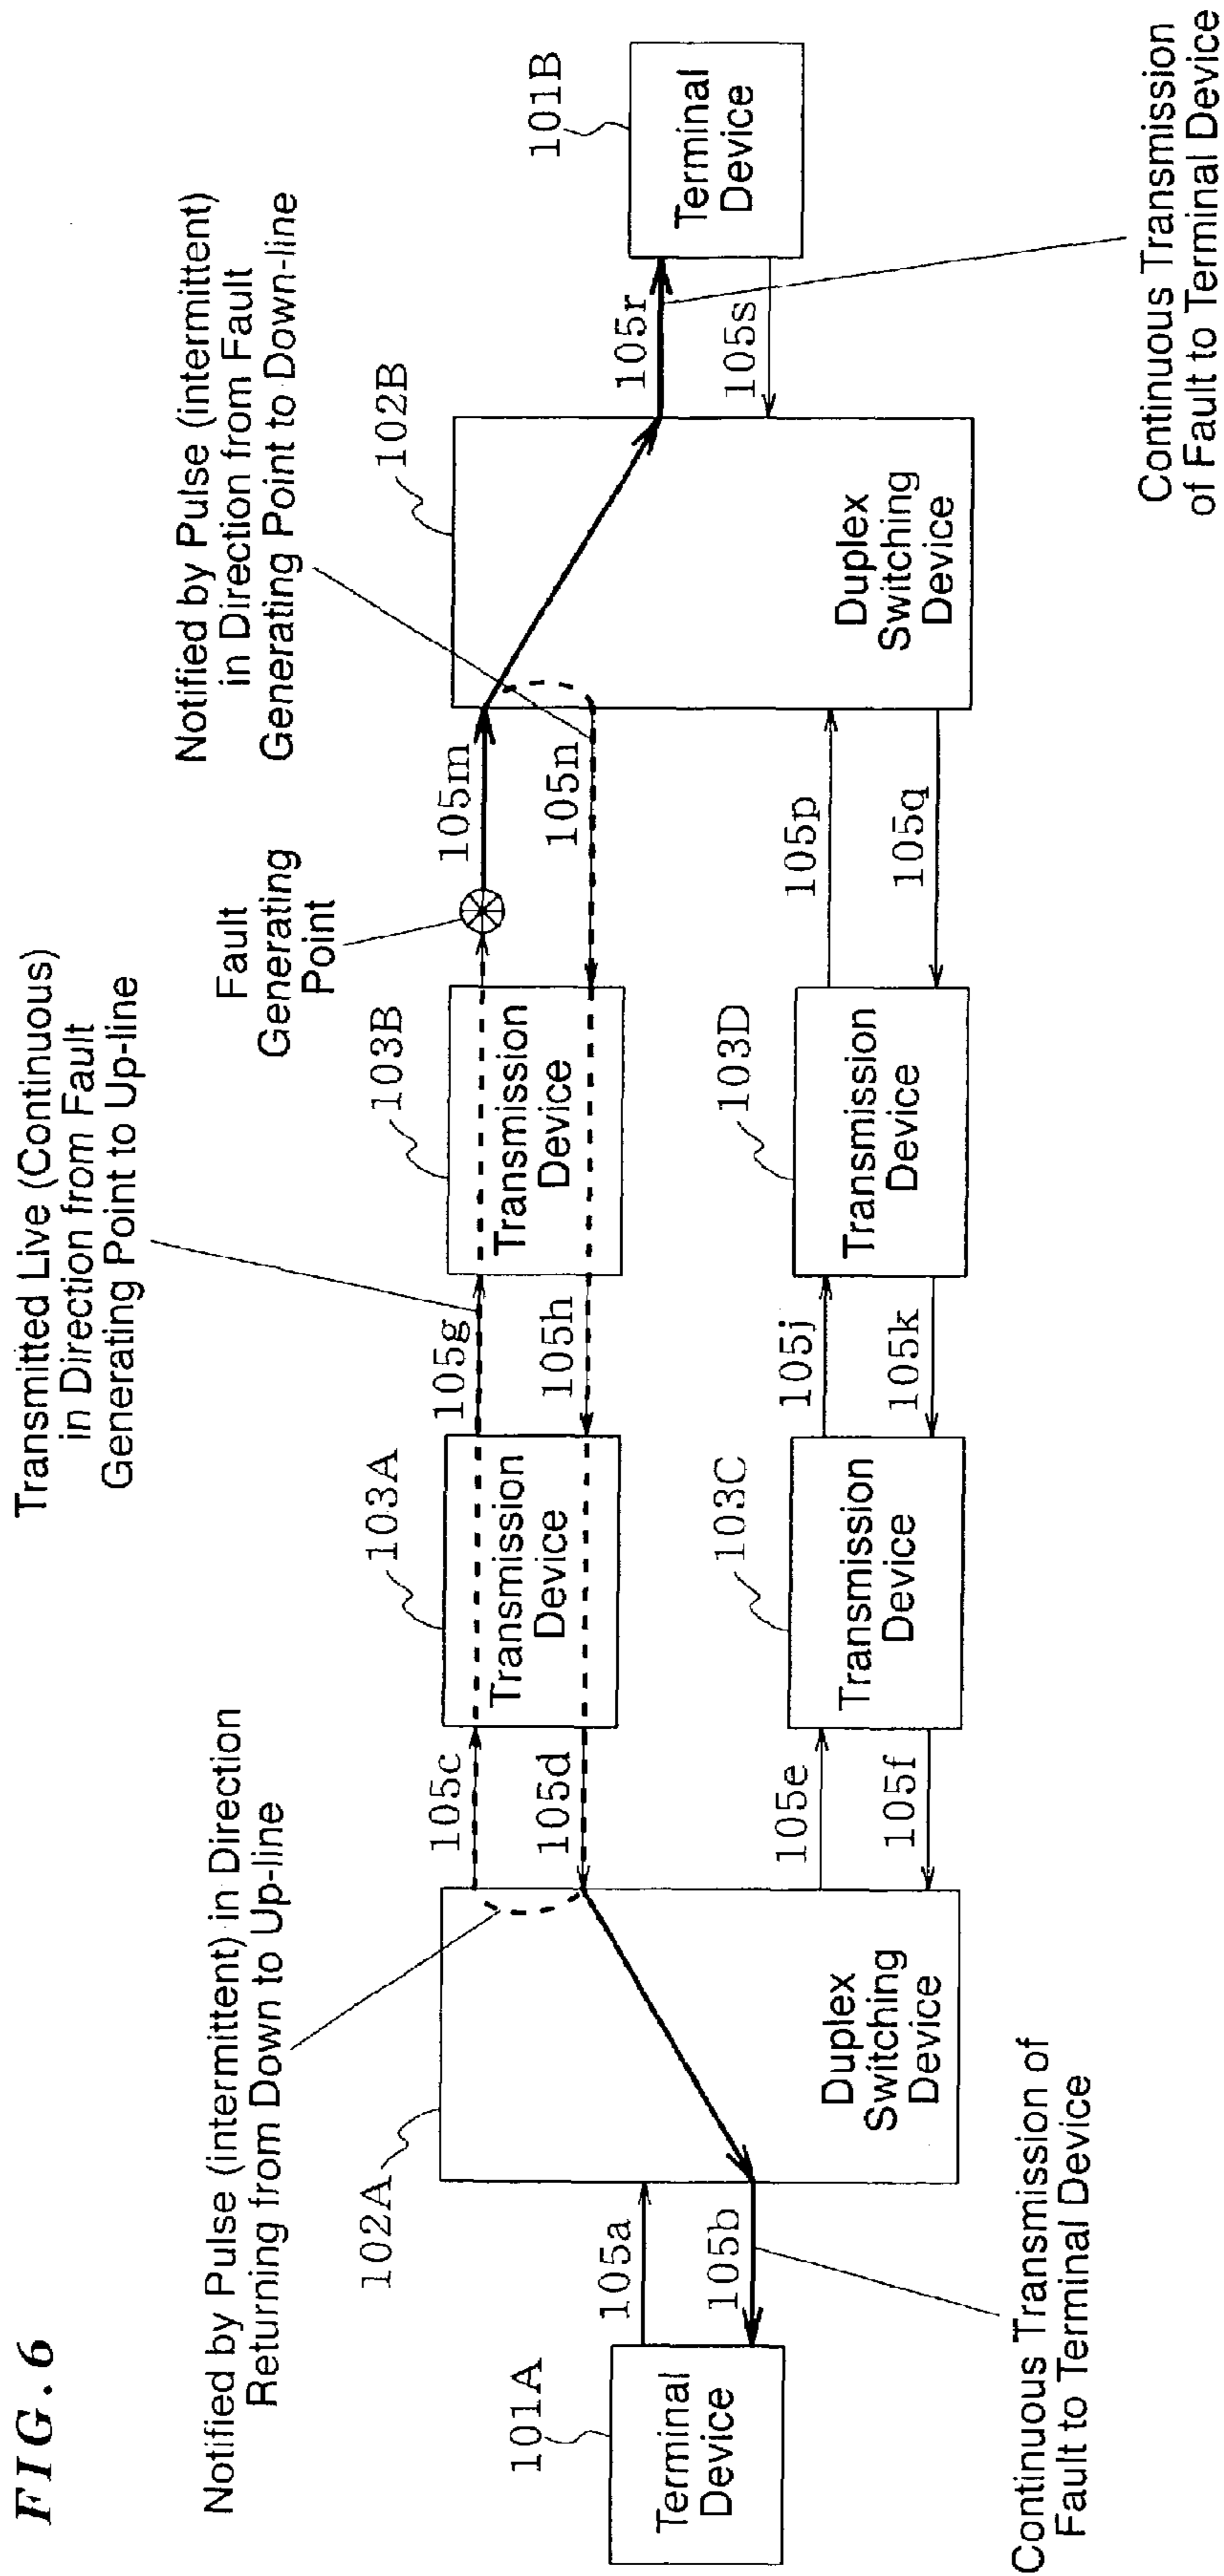 FIG. 6
Transmitted Live (Continuous)
in Direction from Fault
Generating Point to Up-line
Notified by Pulse (intermittent) in Direction
Returning from Down to Up-line
Notified by Pulse (intermittent)
in Direction from Fault
Generating Point to Down-line
Fault
Generating
Point
102A
103A
103B
102B
105c
105g
105m
Transmission
Device
Transmission
Device
105d
105h
105n
101A
Terminal
Device
105a
105b
Duplex
Switching
Device
Duplex
Switching
Device
105r
105s
101B
Terminal
Device
103C
103D
105e
105j
105p
Transmission
Device
Transmission
Device
105f
105k
105q
Continuous Transmission of
Fault to Terminal Device
Continuous Transmission
of Fault to Terminal Device